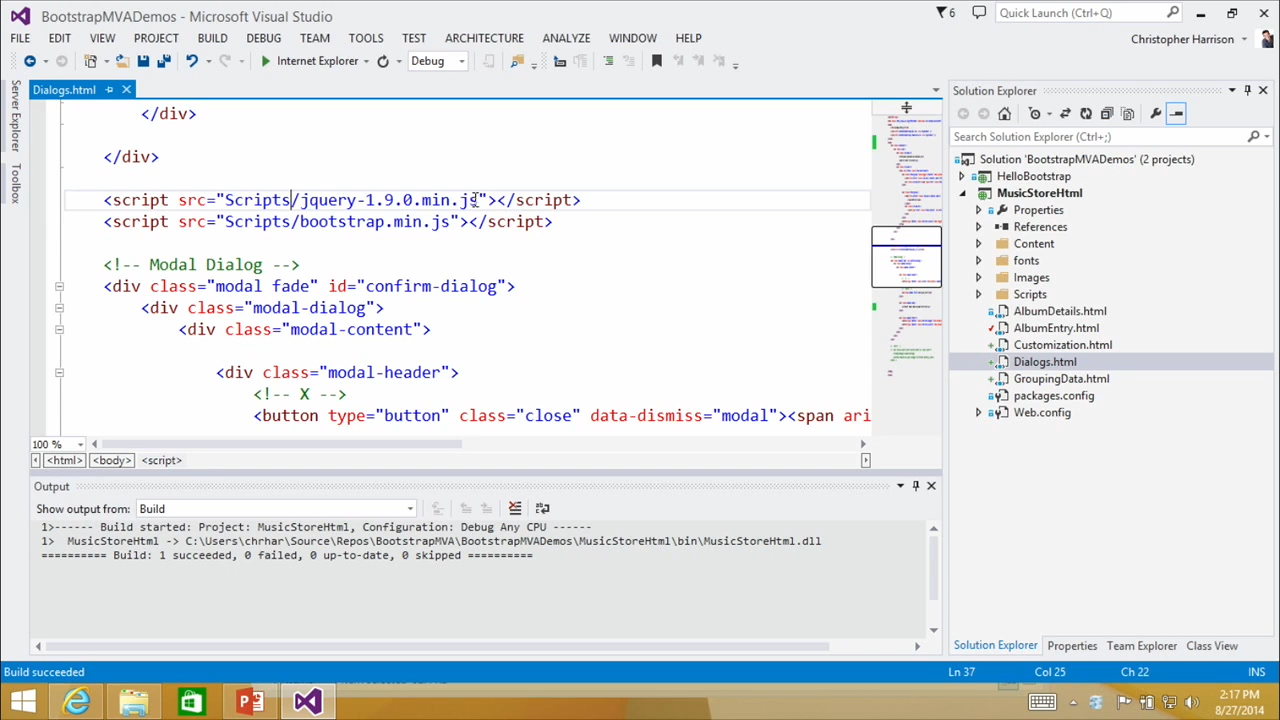 BootstrapMVADemos - Microsoft Visual Studio
6
Quick Launch (Ctrl+Q)
FILE EDIT VIEW PROJECT BUILD DEBUG TEAM TOOLS TEST ARCHITECTURE ANALYZE WINDOW HELP
Christopher Harrison
Internet Explorer
Debug
Server Explorer
Toolbox
Dialogs.html
</div>
</div>
<script src="Scripts/jquery-1.9.0.min.js"></script>
<script src="Scripts/bootstrap.min.js"></script>
<!-- Modal Dialog -->
<div class="modal fade" id="confirm-dialog">
<div class="modal-dialog">
<div class="modal-content">
<div class="modal-header">
<!-- X -->
<button type="button" class="close" data-dismiss="modal"><span ari
100 %
<html> <body> <script>
Solution Explorer
Search Solution Explorer (Ctrl+;)
Solution 'BootstrapMVADemos' (2 projects)
HelloBootstrap
MusicStoreHtml
Properties
References
Content
fonts
Images
Scripts
AlbumDetails.html
AlbumEntry.html
Customization.html
Dialogs.html
GroupingData.html
packages.config
Web.config
Output
Show output from: Build
1>------ Build started: Project: MusicStoreHtml, Configuration: Debug Any CPU ------
1> MusicStoreHtml -> C:\Users\chrhar\Source\Repos\BootstrapMVA\BootstrapMVADemos\MusicStoreHtml\bin\MusicStoreHtml.dll
========== Build: 1 succeeded, 0 failed, 0 up-to-date, 0 skipped ==========
Solution Explorer Properties Team Explorer Class View
Build succeeded
Ln 37 Col 25 Ch 22 INS
2:17 PM
8/27/2014